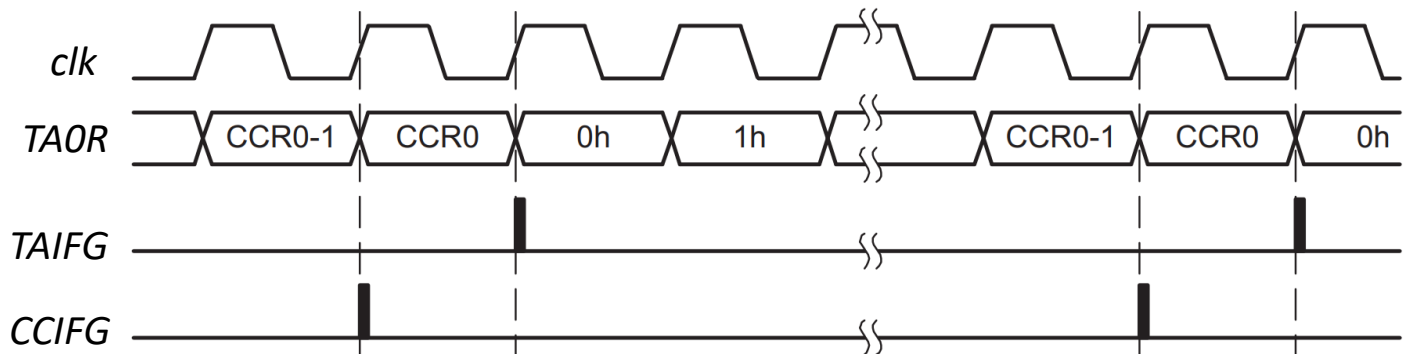 clk
TA0R CCR0-1 CCR0 0h 1h CCR0-1 CCR0 0h
TAIFG
CCIFG